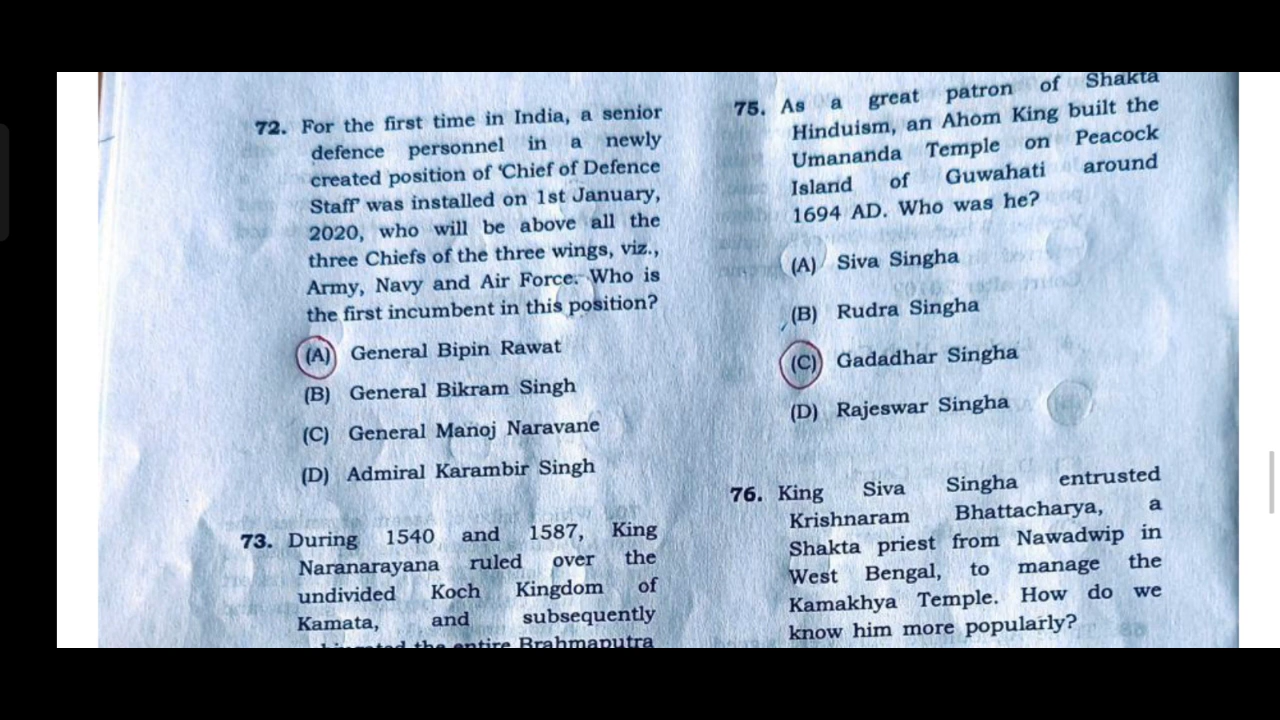 72. For the first time in India, a senior
defence personnel in a newly
created position of 'Chief of Defence
Staff' was installed on 1st January,
2020, who will be above all the
three Chiefs of the three wings, viz.,
Army, Navy and Air Force. Who is
the first incumbent in this position?
(A) General Bipin Rawat
(B) General Bikram Singh
(C) General Manoj Naravane
(D) Admiral Karambir Singh
73. During 1540 and 1587, King
Naranarayana ruled over the
undivided Koch Kingdom of
Kamata, and subsequently
the entire Brahmaputra
75. As a great patron of Shakta
Hinduism, an Ahom King built the
Umananda Temple on Peacock
Island of Guwahati around
1694 AD. Who was he?
(A) Siva Singha
(B) Rudra Singha
(C) Gadadhar Singha
(D) Rajeswar Singha
76. King Siva Singha entrusted
Krishnaram Bhattacharya, a
Shakta priest from Nawadwip in
West Bengal, to manage the
Kamakhya Temple. How do we
know him more popularly?